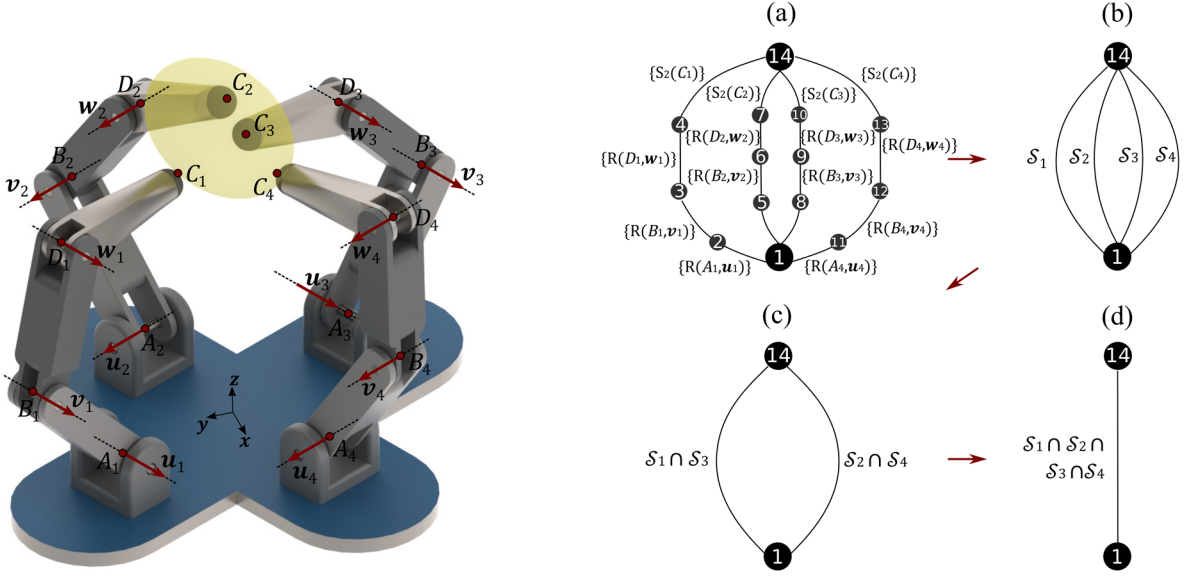 D₂
C₂
D₃
w₂
C₃
w₃
B₂
B₃
C₁
v₂
C₄
v₃
D₄
D₁
w₁
w₄
u₃
A₃
A₂
u₂
B₄
v₄
B₁
v₁
z
y
x
A₁
u₁
A₄
u₄
(a)
14
{S₂(C₁)}
{S₂(C₄)}
{S₂(C₂)}
{S₂(C₃)}
7
10
4
13
{R(D₂,w₂)}
{R(D₃,w₃)}
{R(D₁,w₁)}
6
9
{R(D₄,w₄)}
{R(B₂,v₂)}
{R(B₃,v₃)}
3
12
5
8
{R(B₁,v₁)}
{R(B₄,v₄)}
2
11
1
{R(A₁,u₁)}
{R(A₄,u₄)}
(b)
14
𝒮₁ 𝒮₂ 𝒮₃ 𝒮₄
1
(c)
14
𝒮₁ ∩ 𝒮₃
𝒮₂ ∩ 𝒮₄
1
(d)
14
𝒮₁ ∩ 𝒮₂ ∩
𝒮₃ ∩ 𝒮₄
1